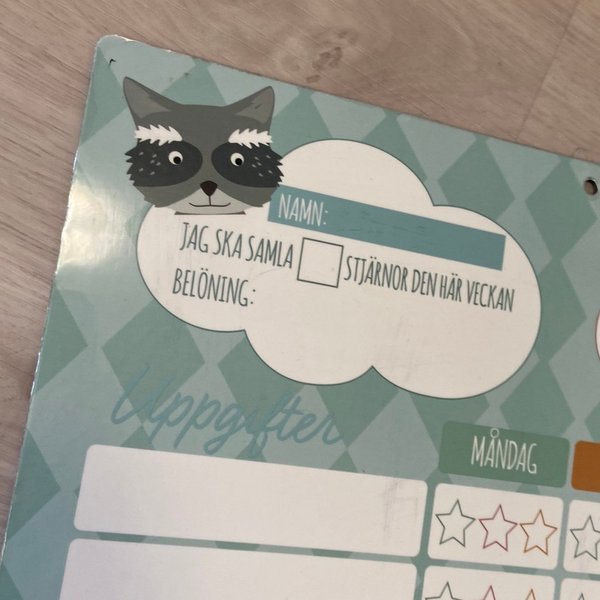 NAMN:
JAG SKA SAMLA STJÄRNOR DEN HÄR VECKAN
BELÖNING:
Uppgifter
MÅNDAG